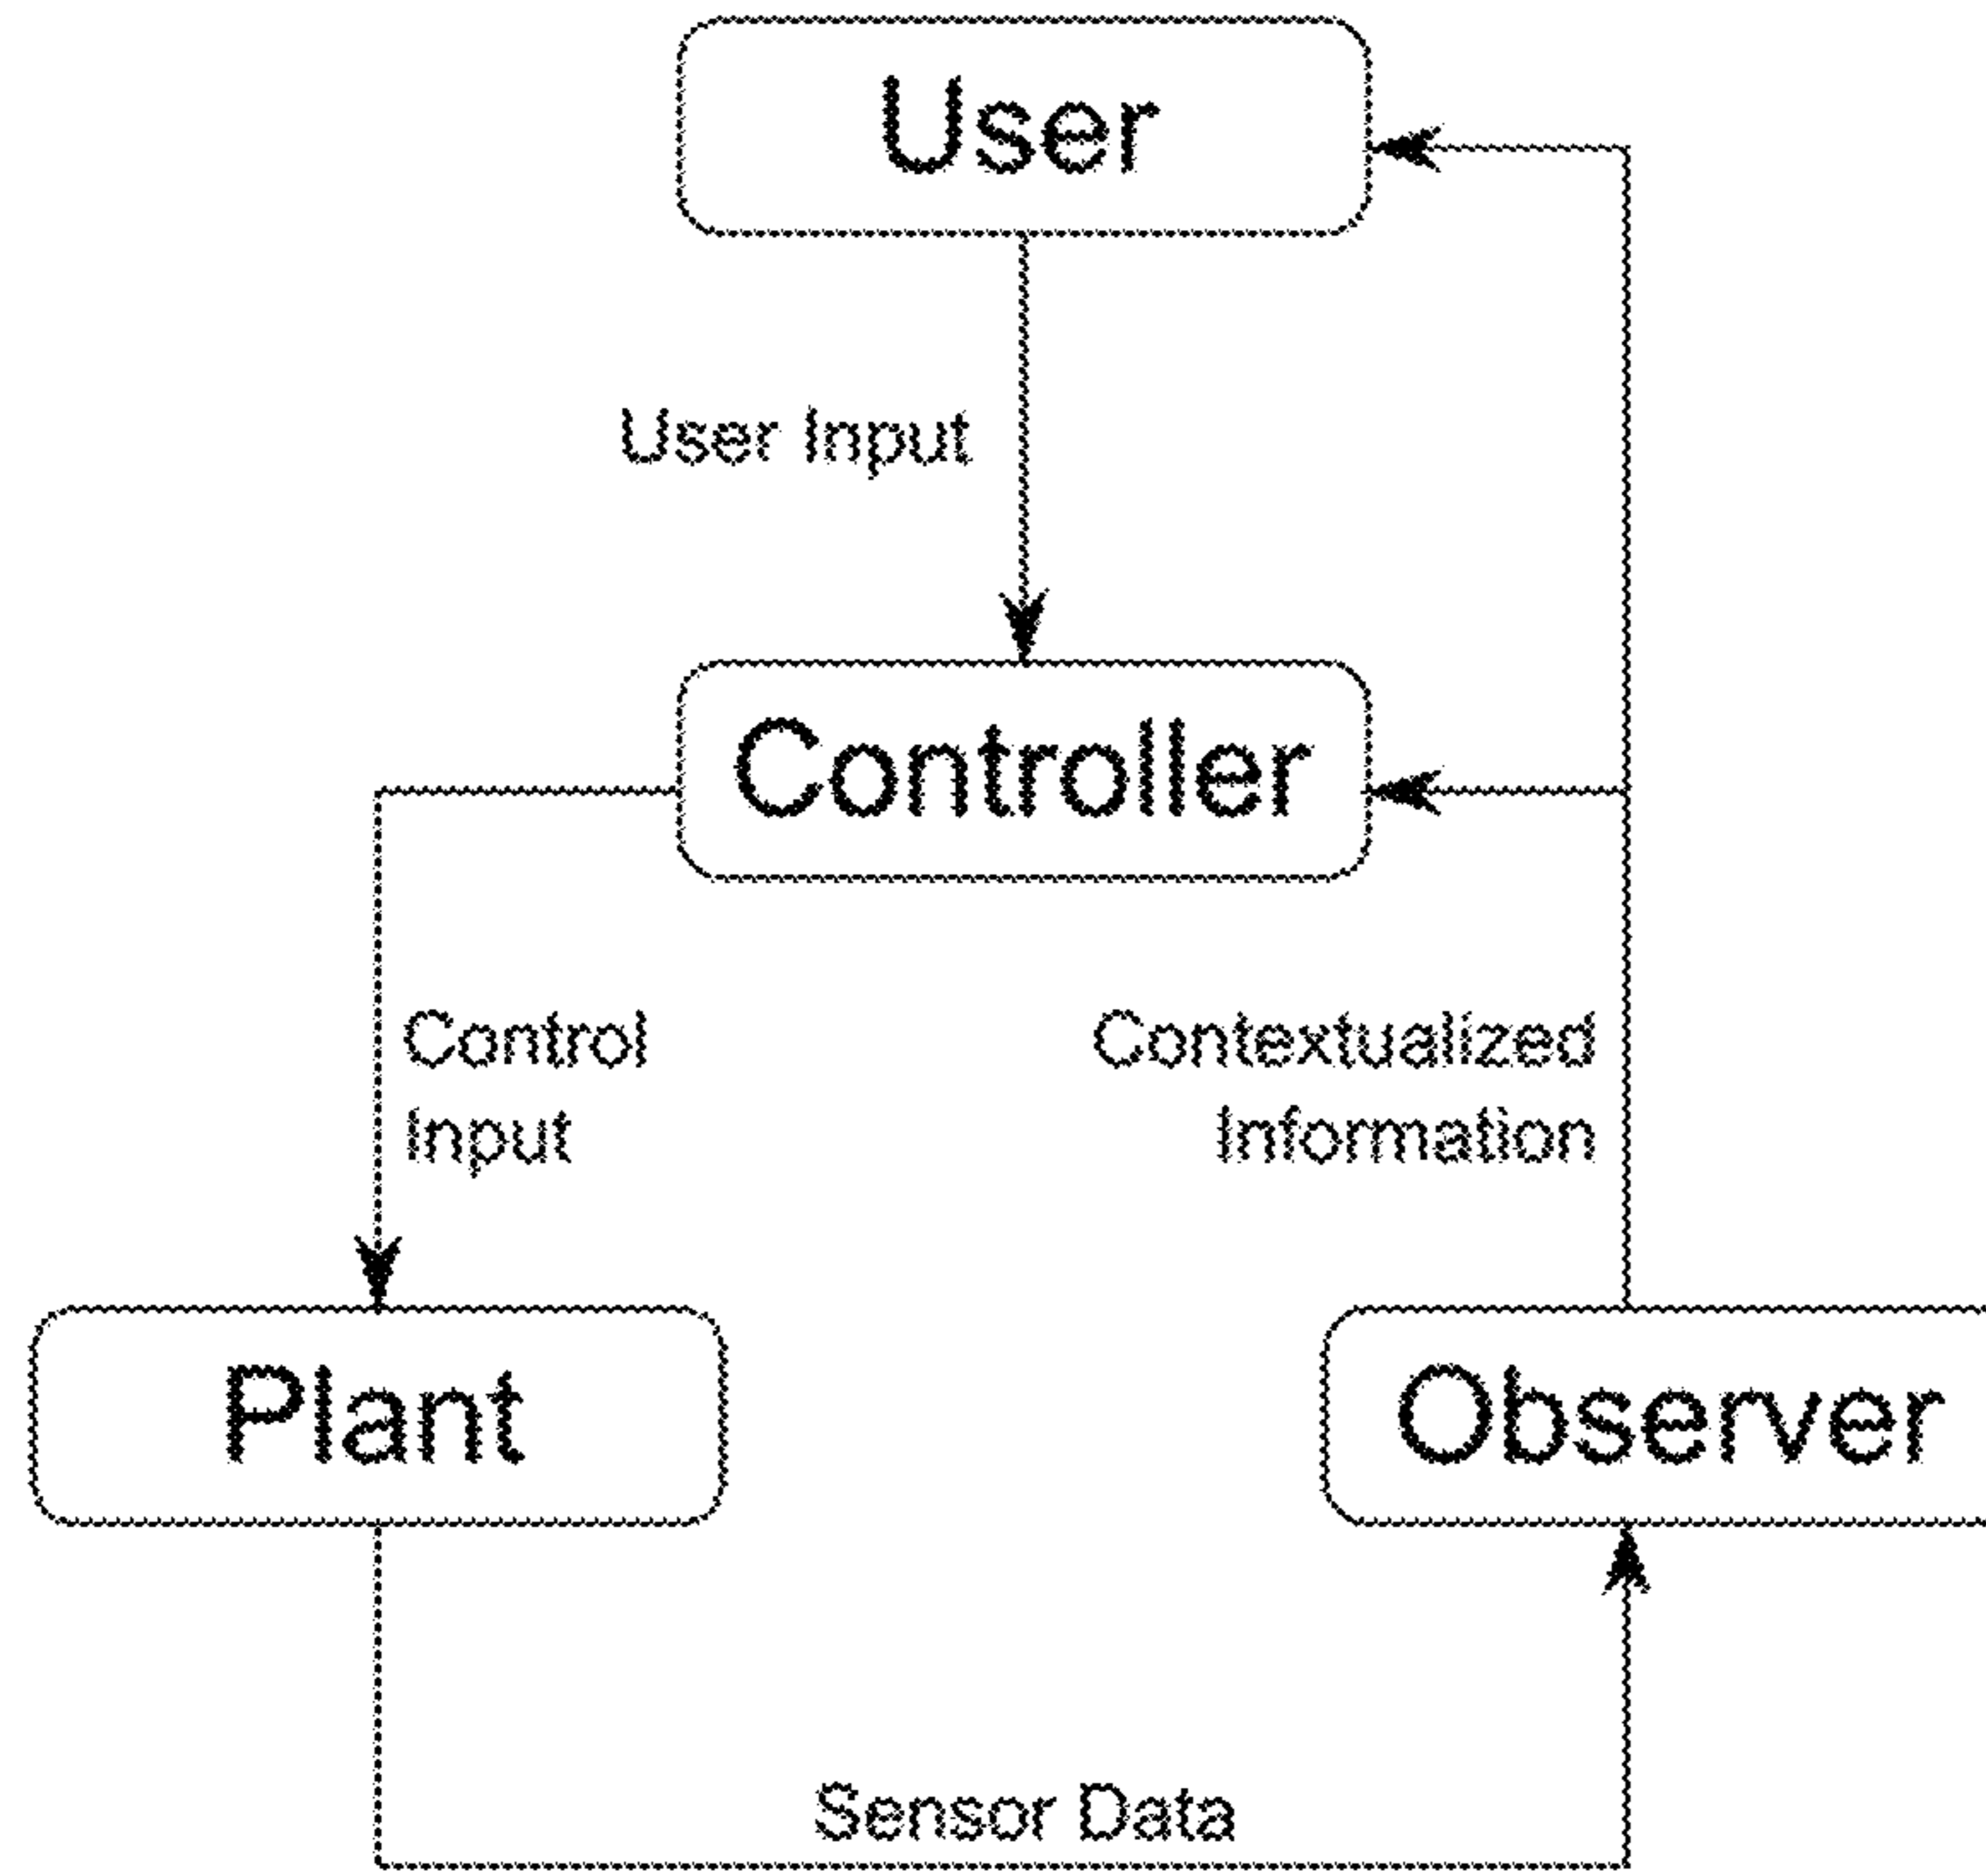 User
User Input
Controller
Control
Input
Contextualized
Information
Plant
Observer
Sensor Data